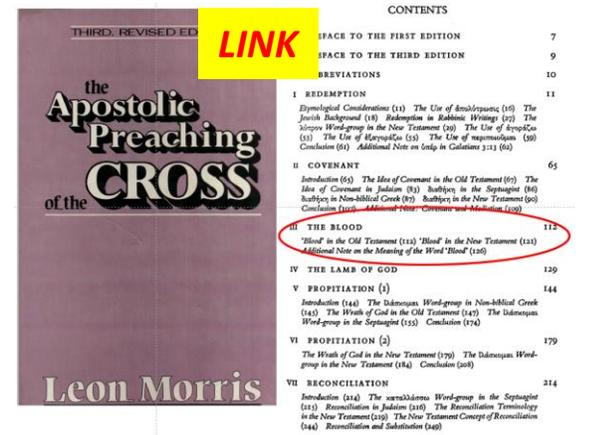 THIRD, REVISED ED
the
Apostolic
Preaching
of the CROSS
Leon Morris
LINK
CONTENTS
EFACE TO THE FIRST EDITION 7
EFACE TO THE THIRD EDITION 9
BREVIATIONS 10
I REDEMPTION 11
Etymological Considerations (11) The Use of ἀπολύτρωσις (16) The
Jewish Background (18) Redemption in Rabbinic Writings (27) The
λύτρον Word-group in the New Testament (29) The Use of ἀγοράζω
(53) The Use of ἐξαγοράζω (55) The Use of περιποιοῦμαι (59)
Conclusion (61) Additional Note on ὑπέρ in Galatians 3:13 (62)
II COVENANT 65
Introduction (65) The Idea of Covenant in the Old Testament (67) The
Idea of Covenant in Judaism (83) διαθήκη in the Septuagint (86)
διαθήκη in Non-biblical Greek (87) διαθήκη in the New Testament (90)
Conclusion (107) Additional Note: Covenant and Mediation (109)
III THE BLOOD 112
'Blood' in the Old Testament (112) 'Blood' in the New Testament (121)
Additional Note on the Meaning of the Word 'Blood' (126)
IV THE LAMB OF GOD 129
V PROPITIATION (1) 144
Introduction (144) The ἱλάσκομαι Word-group in Non-biblical Greek
(145) The Wrath of God in the Old Testament (147) The ἱλάσκομαι
Word-group in the Septuagint (155) Conclusion (174)
VI PROPITIATION (2) 179
The Wrath of God in the New Testament (179) The ἱλάσκομαι Word-
group in the New Testament (184) Conclusion (208)
VII RECONCILIATION 214
Introduction (214) The καταλλάσσω Word-group in the Septuagint
(215) Reconciliation in Judaism (216) The Reconciliation Terminology
in the New Testament (219) The New Testament Concept of Reconciliation
(244) Reconciliation and Substitution (249)